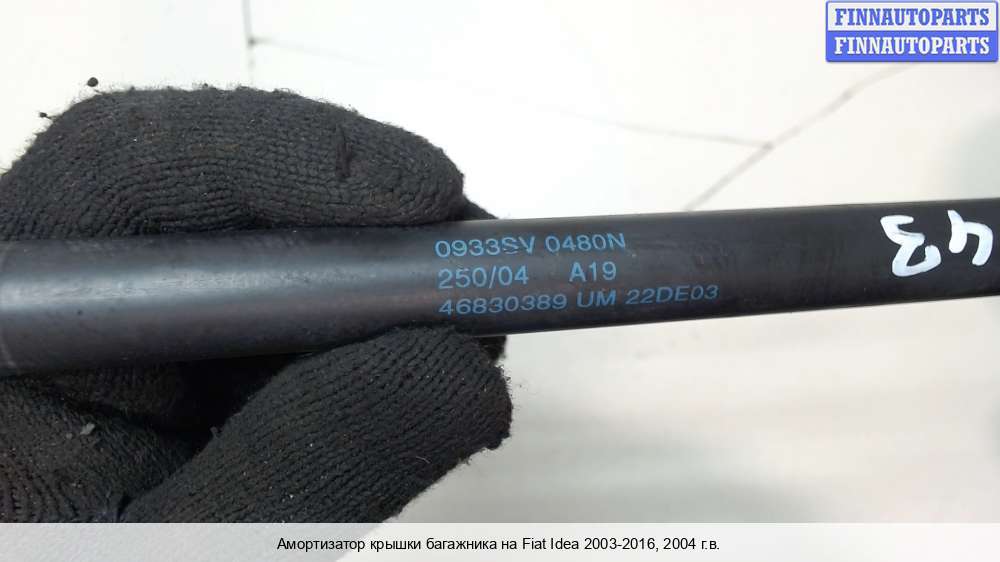 FINNAUTOPARTS
FINNAUTOPARTS
0933SV 0480N
250/04 A19
46830389 UM 22DE03
43
Амортизатор крышки багажника на Fiat Idea 2003-2016, 2004 г.в.